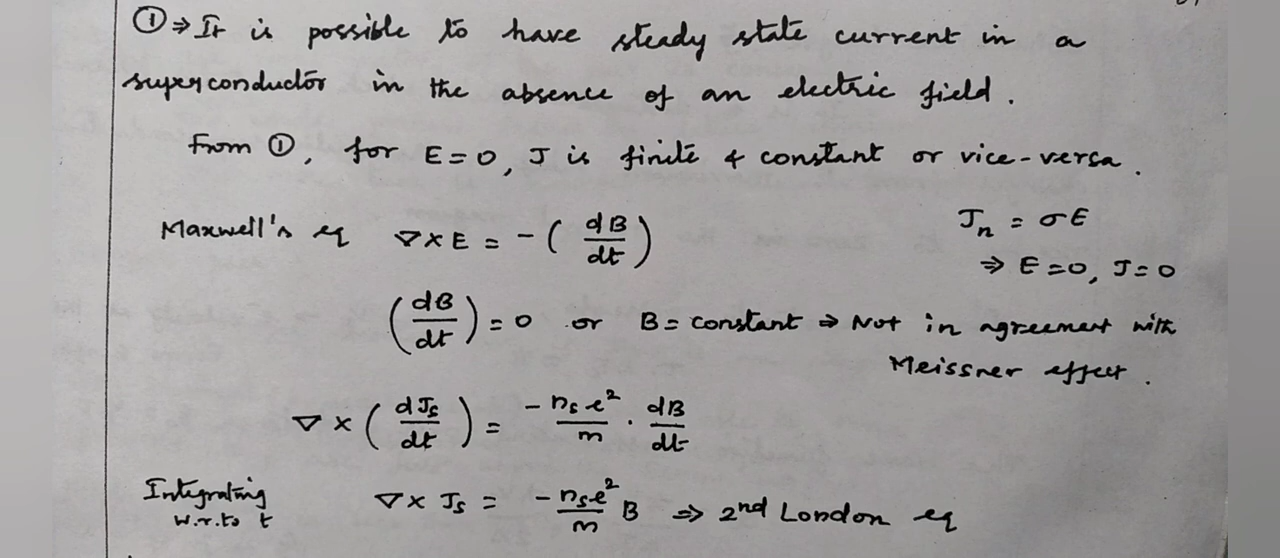 ①⇒ It is possible to have steady state current in a
superconductor in the absence of an electric field.
From ①, for E=0, J is finite & constant or vice-versa.
Maxwell's eq ∇×E = -(dB/dt) Jn = σE
⇒ E=0, J=0
(dB/dt) = 0 or B = constant ⇒ Not in agreement with
Meissner effect.
∇ × (dJs/dt) = -nse²/m · dB/dt
Integrating ∇× Js = -nse²/m B ⇒ 2nd London eq
w.r.to t